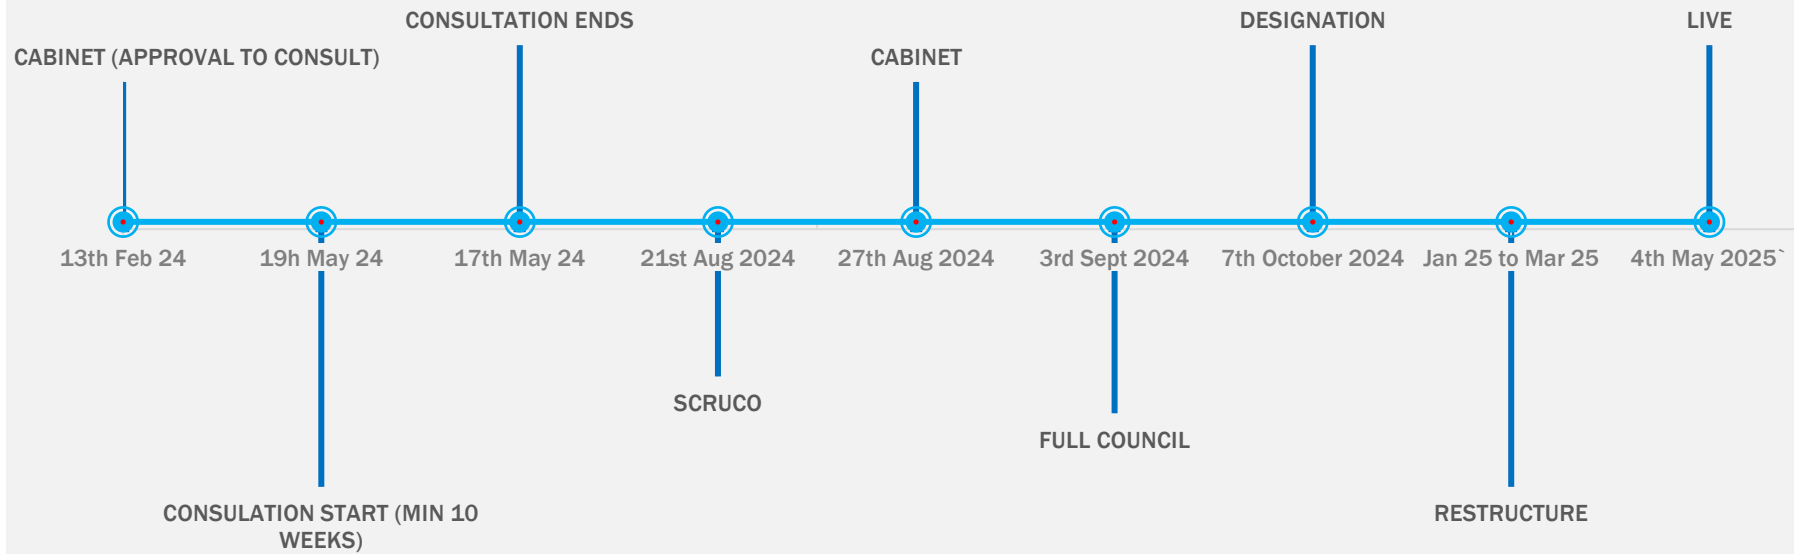 CONSULTATION ENDS
DESIGNATION
LIVE
CABINET (APPROVAL TO CONSULT)
CABINET
13th Feb 24
19h May 24
17th May 24
21st Aug 2024
27th Aug 2024
3rd Sept 2024
7th October 2024
Jan 25 to Mar 25
4th May 2025`
SCRUCO
FULL COUNCIL
CONSULATION START (MIN 10
WEEKS)
RESTRUCTURE